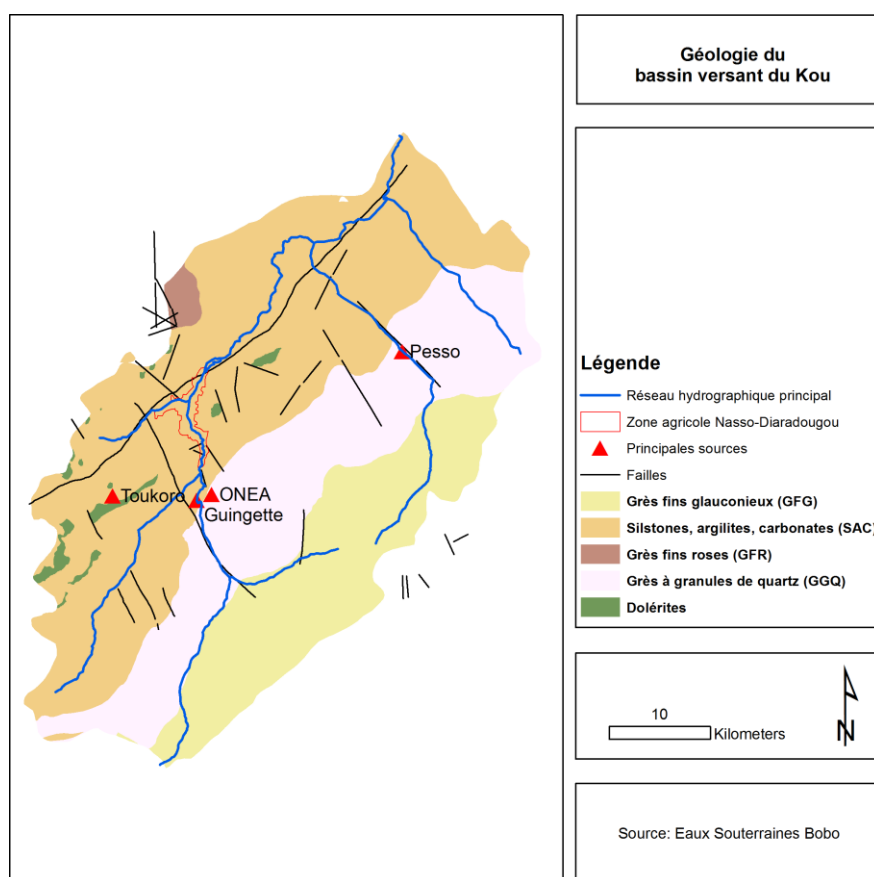 Géologie du
bassin versant du Kou
Pesso
Toukoro
ONEA
Guingette
Légende
Réseau hydrographique principal
Zone agricole Nasso-Diaradougou
Principales sources
Failles
Grès fins glauconieux (GFG)
Silstones, argilites, carbonates (SAC)
Grès fins roses (GFR)
Grès à granules de quartz (GGQ)
Dolérites
10
Kilometers
N
Source: Eaux Souterraines Bobo